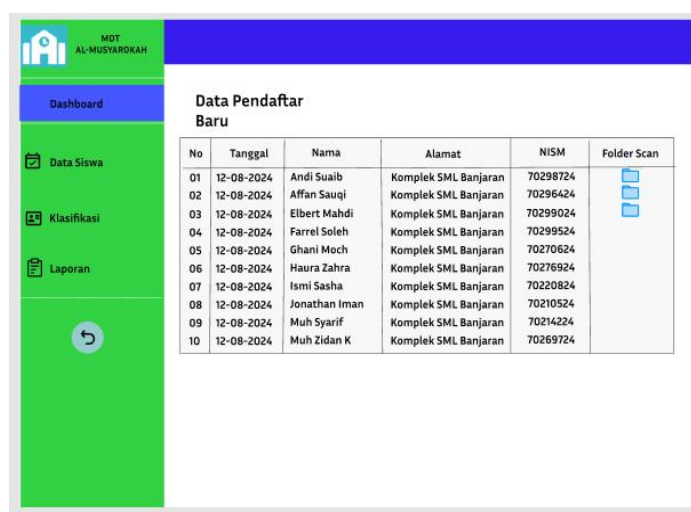 MDT
AL-MUSYAROKAH
Dashboard
Data Siswa
Klasifikasi
Laporan
Data Pendaftar
Baru
No Tanggal Nama Alamat NISM Folder Scan
01 12-08-2024 Andi Suaib Komplek SML Banjaran 70298724
02 12-08-2024 Affan Sauqi Komplek SML Banjaran 70296424
03 12-08-2024 Elbert Mahdi Komplek SML Banjaran 70299024
04 12-08-2024 Farrel Soleh Komplek SML Banjaran 70299524
05 12-08-2024 Ghani Moch Komplek SML Banjaran 70270624
06 12-08-2024 Haura Zahra Komplek SML Banjaran 70276924
07 12-08-2024 Ismi Sasha Komplek SML Banjaran 70220824
08 12-08-2024 Jonathan Iman Komplek SML Banjaran 70210524
09 12-08-2024 Muh Syarif Komplek SML Banjaran 70214224
10 12-08-2024 Muh Zidan K Komplek SML Banjaran 70269724